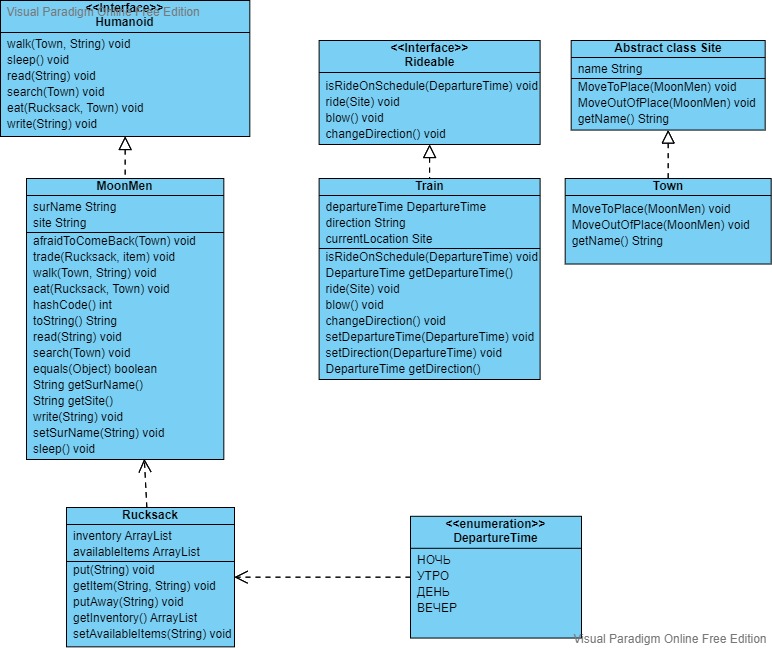 <<Interface>>
Visual Paradigm Online Free Edition
Humanoid
walk(Town, String) void
sleep() void
read(String) void
search(Town) void
eat(Rucksack, Town) void
write(String) void
<<Interface>>
Rideable
isRideOnSchedule(DepartureTime) void
ride(Site) void
blow() void
changeDirection() void
Abstract class Site
name String
MoveToPlace(MoonMen) void
MoveOutOfPlace(MoonMen) void
getName() String
MoonMen
surName String
site String
afraidToComeBack(Town) void
trade(Rucksack, item) void
walk(Town, String) void
eat(Rucksack, Town) void
hashCode() int
toString() String
read(String) void
search(Town) void
equals(Object) boolean
String getSurName()
String getSite()
write(String) void
setSurName(String) void
sleep() void
Train
departureTime DepartureTime
direction String
currentLocation Site
isRideOnSchedule(DepartureTime) void
DepartureTime getDepartureTime()
ride(Site) void
blow() void
changeDirection() void
setDepartureTime(DepartureTime) void
setDirection(DepartureTime) void
DepartureTime getDirection()
Town
MoveToPlace(MoonMen) void
MoveOutOfPlace(MoonMen) void
getName() String
Rucksack
inventory ArrayList
availableItems ArrayList
put(String) void
getItem(String, String) void
putAway(String) void
getInventory() ArrayList
setAvailableItems(String) void
<<enumeration>>
DepartureTime
НОЧЬ
УТРО
ДЕНЬ
ВЕЧЕР
Visual Paradigm Online Free Edition